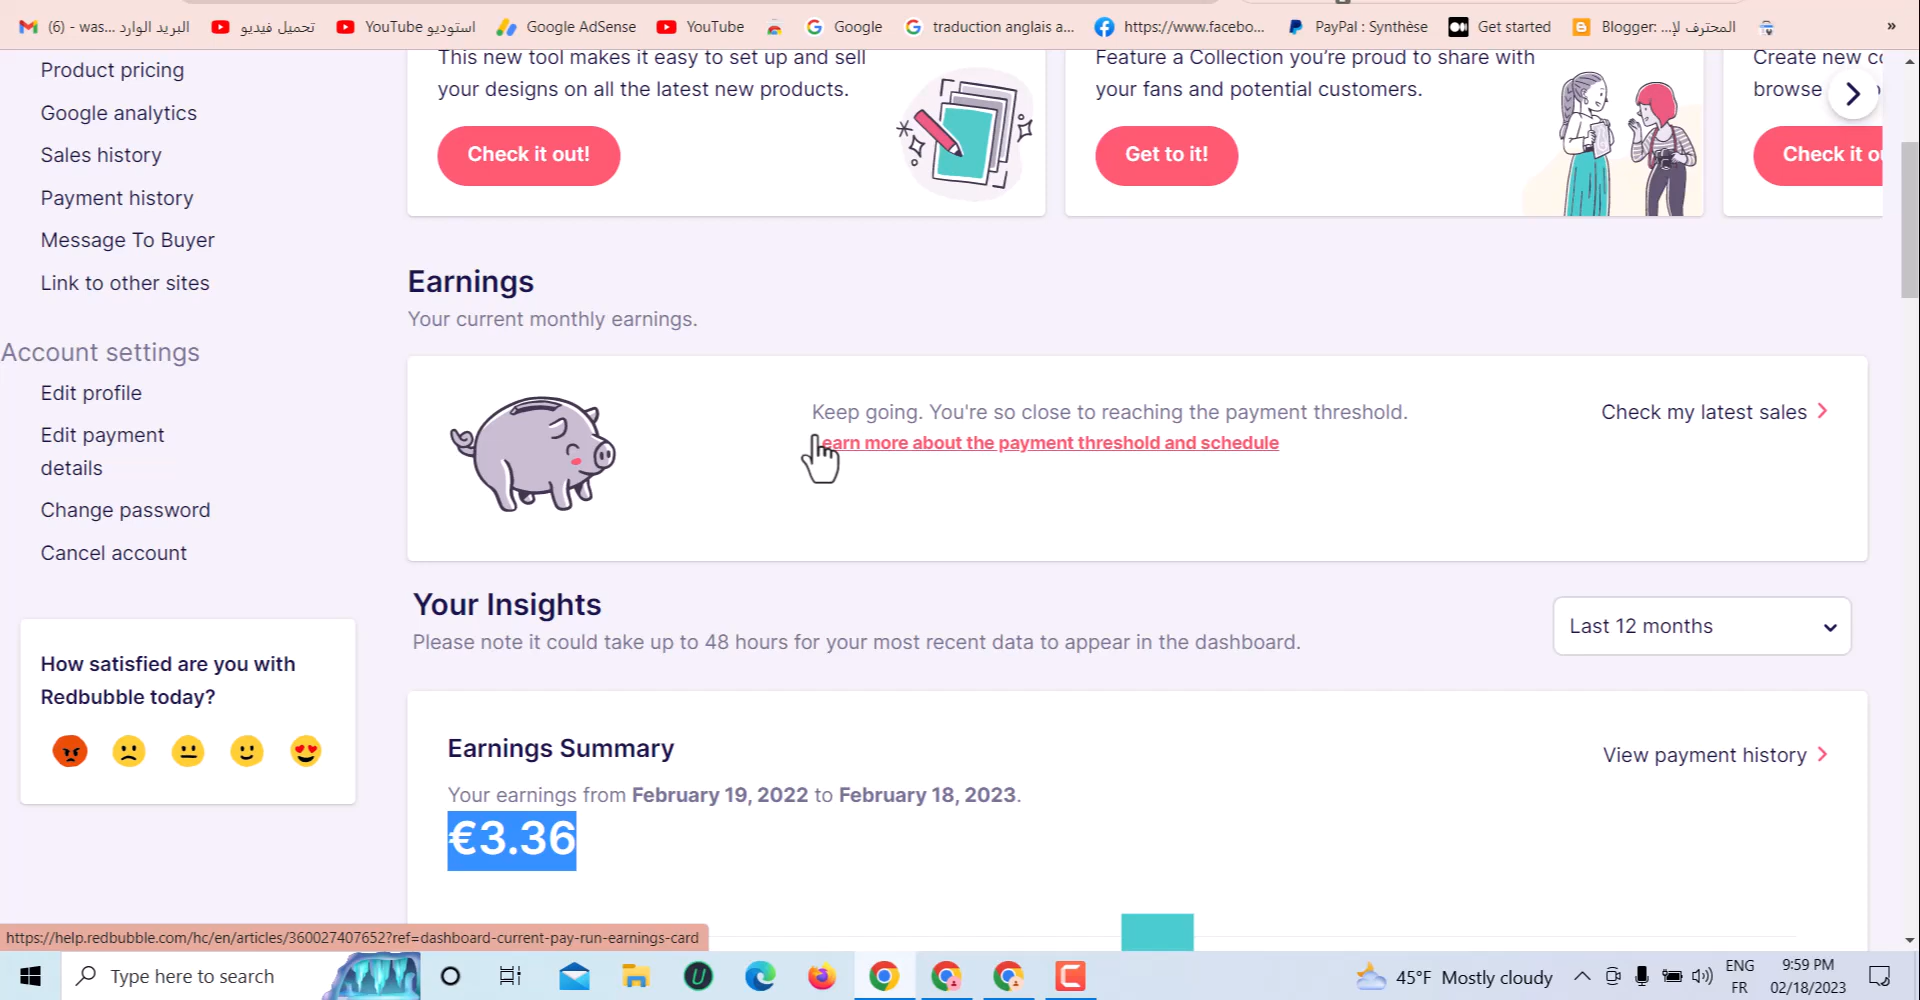 (6) - was... البريد الوارد
تحميل فيديو
استوديو YouTube
Google AdSense
YouTube
Google
traduction anglais a...
https://www.facebo...
PayPal : Synthèse
Get started
Blogger: ...المحترف لإ
»
Product pricing
Google analytics
Sales history
Payment history
Message To Buyer
Link to other sites
Account settings
Edit profile
Edit payment
details
Change password
Cancel account
How satisfied are you with
Redbubble today?
This new tool makes it easy to set up and sell
your designs on all the latest new products.
Check it out!
Feature a Collection you're proud to share with
your fans and potential customers.
Get to it!
Create new
browse
Check it
Earnings
Your current monthly earnings.
Keep going. You're so close to reaching the payment threshold.
earn more about the payment threshold and schedule
Check my latest sales
Your Insights
Please note it could take up to 48 hours for your most recent data to appear in the dashboard.
Last 12 months
Earnings Summary
View payment history
Your earnings from February 19, 2022 to February 18, 2023.
€3.36
https://help.redbubble.com/hc/en/articles/360027407652?ref=dashboard-current-pay-run-earnings-card
Type here to search
45°F Mostly cloudy
ENG
FR
9:59 PM
02/18/2023